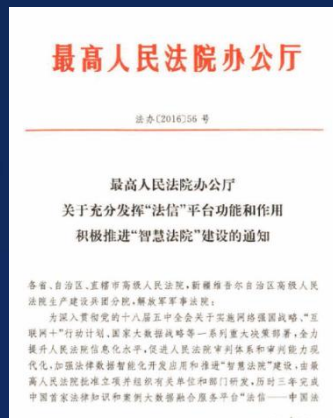 最高人民法院办公厅
法办〔2016〕56 号
最高人民法院办公厅
关于充分发挥“法信”平台功能和作用
积极推进“智慧法院”建设的通知
各省、自治区、直辖市高级人民法院，新疆维吾尔自治区高级人民
法院生产建设兵团分院，解放军军事法院：
为深入贯彻党的十八届五中全会关于实施网络强国战略、“互
联网＋”行动计划、国家大数据战略等一系列重大决策部署，全力
提升人民法院信息化水平，促进人民法院审判体系和审判能力现
代化，加强法律数据智能化开发应用和推进“智慧法院”建设，由最
高人民法院批准立项并组织有关单位和部门研发，历时三年完成
中国首家法律知识和案例大数据融合服务平台“法信——中国法